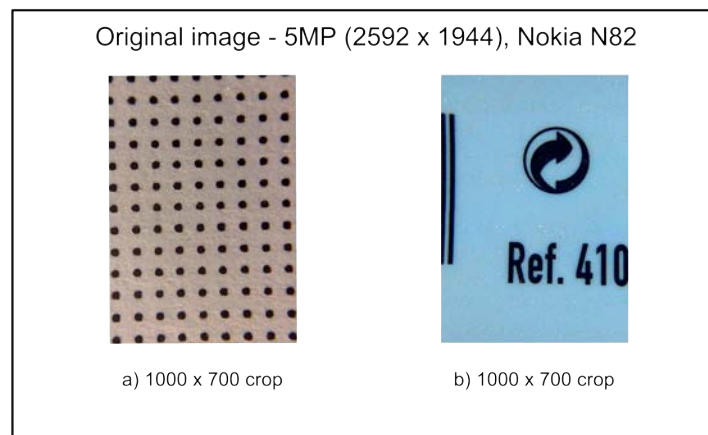 Original image - 5MP (2592 x 1944), Nokia N82
Ref. 410
a) 1000 x 700 crop
b) 1000 x 700 crop